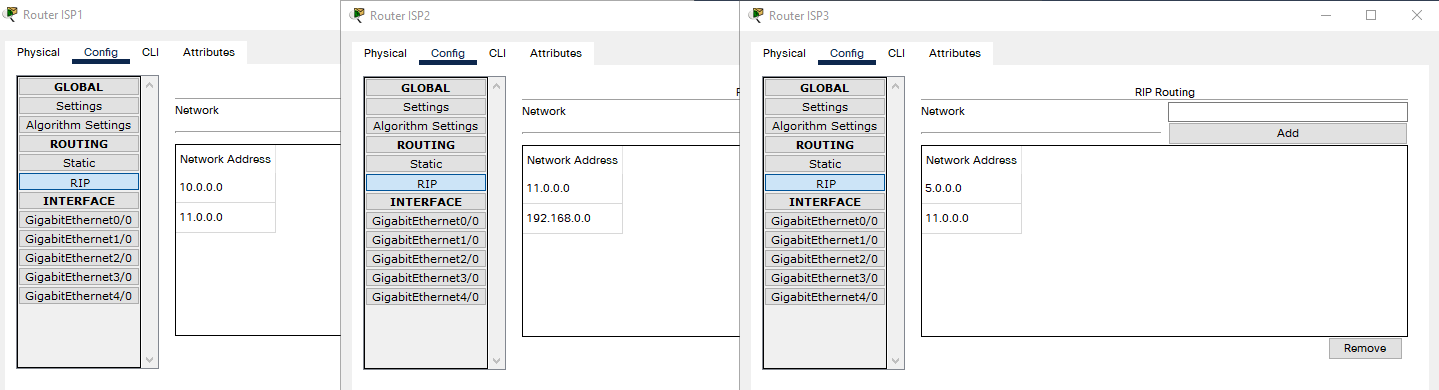 Router ISP1
Physical Config CLI Attributes
GLOBAL
Settings
Algorithm Settings
ROUTING
Static
RIP
INTERFACE
GigabitEthernet0/0
GigabitEthernet1/0
GigabitEthernet2/0
GigabitEthernet3/0
GigabitEthernet4/0
Network
Network Address
10.0.0.0
11.0.0.0
Router ISP2
Physical Config CLI Attributes
GLOBAL
Settings
Algorithm Settings
ROUTING
Static
RIP
INTERFACE
GigabitEthernet0/0
GigabitEthernet1/0
GigabitEthernet2/0
GigabitEthernet3/0
GigabitEthernet4/0
Network
Network Address
11.0.0.0
192.168.0.0
Router ISP3
Physical Config CLI Attributes
GLOBAL
Settings
Algorithm Settings
ROUTING
Static
RIP
INTERFACE
GigabitEthernet0/0
GigabitEthernet1/0
GigabitEthernet2/0
GigabitEthernet3/0
GigabitEthernet4/0
RIP Routing
Network
Add
Network Address
5.0.0.0
11.0.0.0
Remove